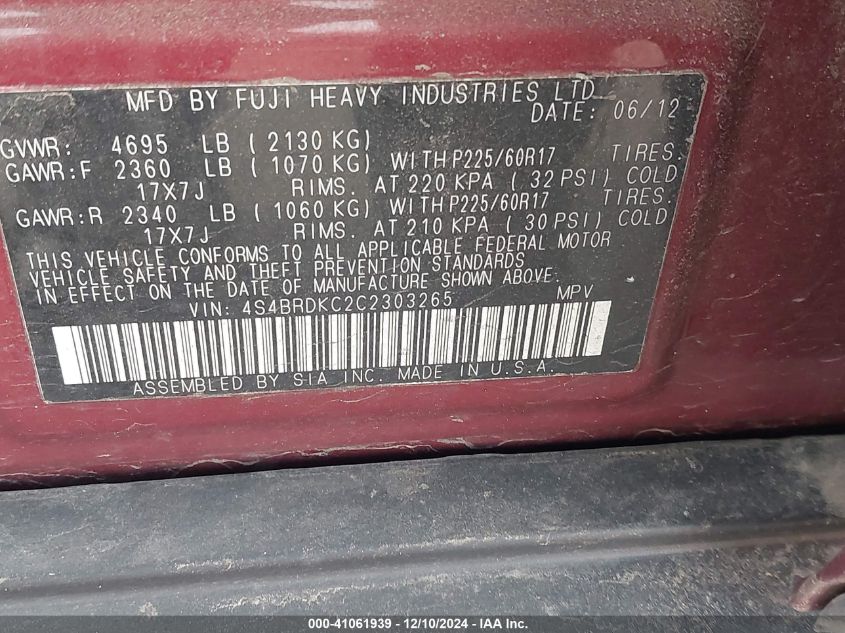 MFD BY FUJI HEAVY INDUSTRIES LTD.
DATE: 06/12
GVWR: 4695 LB ( 2130 KG)
GAWR:F 2360 LB ( 1070 KG) WITH P225/60R17 TIRES.
17X7J RIMS. AT 220 KPA ( 32 PSI) COLD
GAWR:R 2340 LB ( 1060 KG) WITH P225/60R17 TIRES.
17X7J RIMS. AT 210 KPA ( 30 PSI) COLD
THIS VEHICLE CONFORMS TO ALL APPLICABLE FEDERAL MOTOR
VEHICLE SAFETY AND THEFT PREVENTION STANDARDS
IN EFFECT ON THE DATE OF MANUFACTURE SHOWN ABOVE.
VIN: 4S4BRDKC2C2303265 MPV
ASSEMBLED BY SIA INC. MADE IN U.S.A.
000-41061939 - 12/10/2024 - IAA Inc.